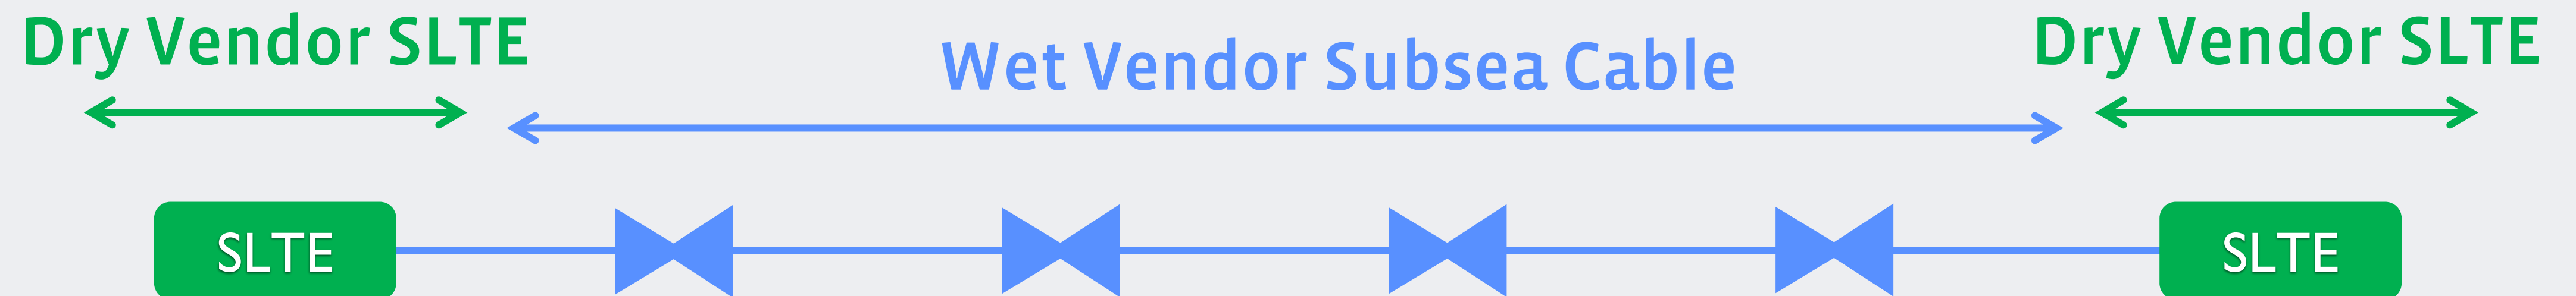 Dry Vendor SLTE
Wet Vendor Subsea Cable
Dry Vendor SLTE
SLTE
SLTE